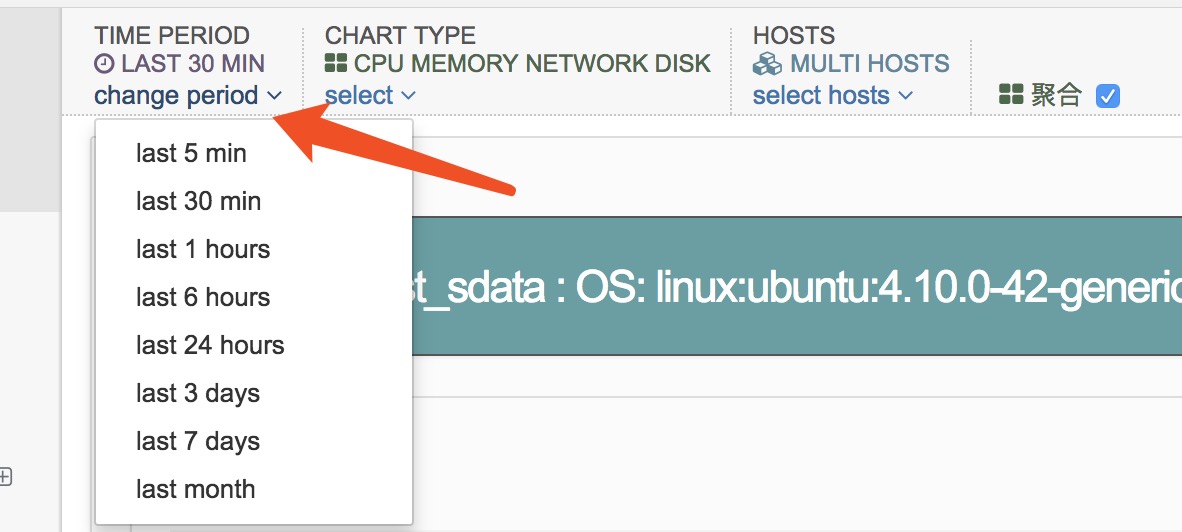 TIME PERIOD
LAST 30 MIN
change period
CHART TYPE
CPU MEMORY NETWORK DISK
select
HOSTS
MULTI HOSTS
select hosts
聚合
last 5 min
last 30 min
last 1 hours
last 6 hours
last 24 hours
last 3 days
last 7 days
last month
st_sdata : OS: linux:ubuntu:4.10.0-42-generic